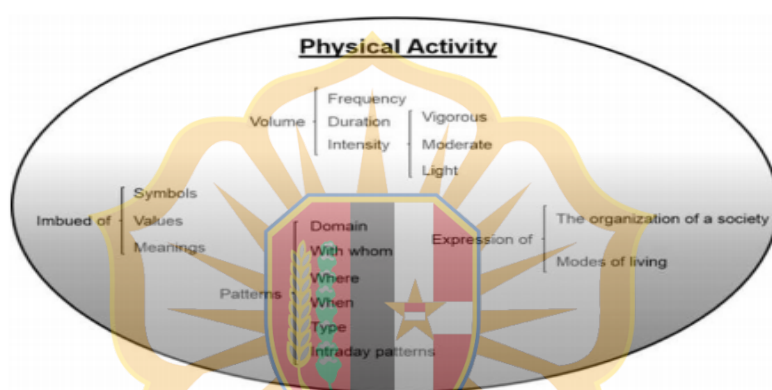 Physical Activity
Volume
Frequency
Duration
Intensity
Vigorous
Moderate
Light
Imbued of
Symbols
Values
Meanings
Patterns
Domain
With whom
Where
When
Type
Intraday patterns
Expression of
The organization of a society
Modes of living